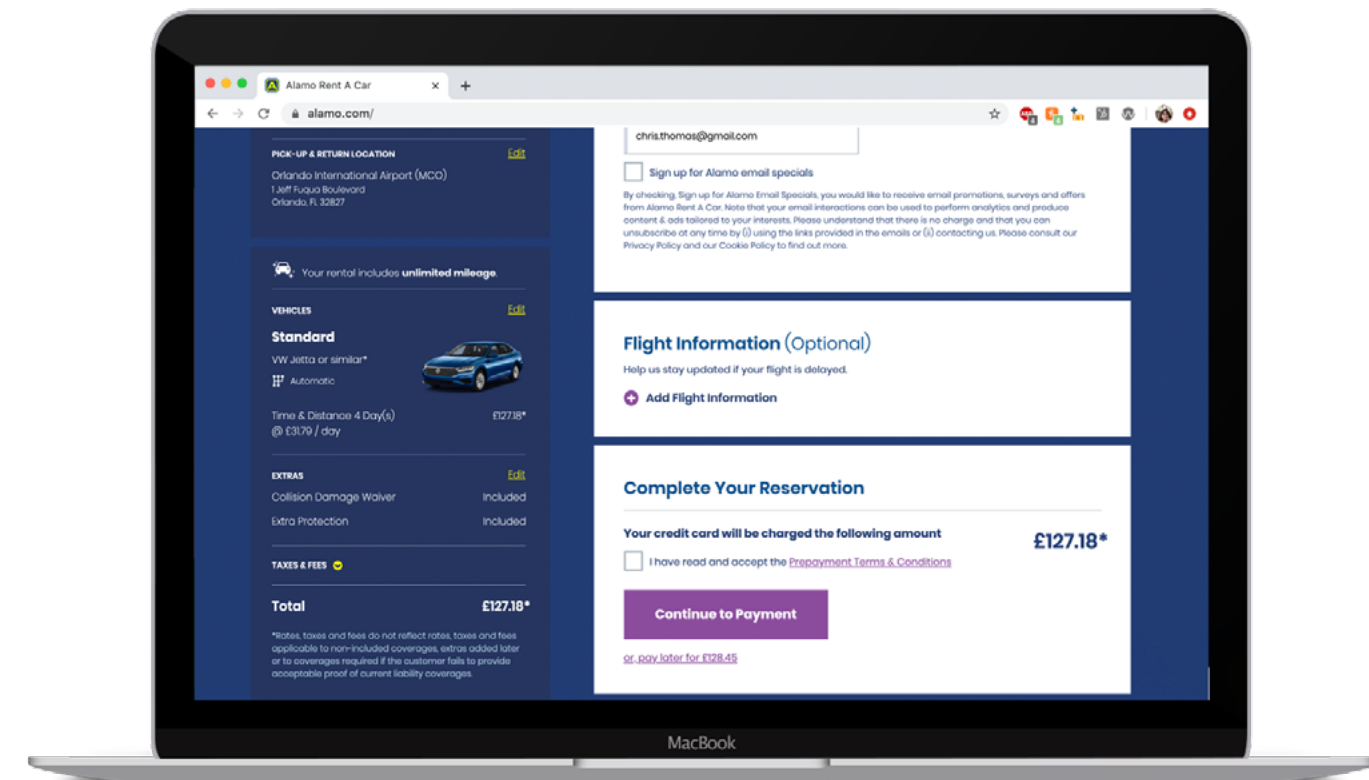 Alamo Rent A Car
alamo.com/
PICK-UP & RETURN LOCATION Edit
Orlando International Airport (MCO)
1 Jeff Fuqua Boulevard
Orlando, FL 32827
Your rental includes unlimited mileage.
VEHICLES Edit
Standard
VW Jetta or similar*
Automatic
Time & Distance 4 Day(s) £127.18*
@ £31.79 / day
EXTRAS Edit
Collision Damage Waiver Included
Extra Protection Included
TAXES & FEES
Total £127.18*
*Rates, taxes and fees do not reflect rates, taxes and fees
applicable to non-included coverages, extras added later
or to coverages required if the customer fails to provide
acceptable proof of current liability coverages.
chris.thomas@gmail.com
Sign up for Alamo email specials
By checking, Sign up for Alamo Email Specials, you would like to receive email promotions, surveys and offers
from Alamo Rent A Car. Note that your email interactions can be used to perform analytics and produce
content & ads tailored to your interests. Please understand that there is no charge and that you can
unsubscribe at any time by (i) using the links provided in the emails or (ii) contacting us. Please consult our
Privacy Policy and our Cookie Policy to find out more.
Flight Information (Optional)
Help us stay updated if your flight is delayed.
Add Flight Information
Complete Your Reservation
Your credit card will be charged the following amount £127.18*
I have read and accept the Prepayment Terms & Conditions
Continue to Payment
or, pay later for £128.45
MacBook